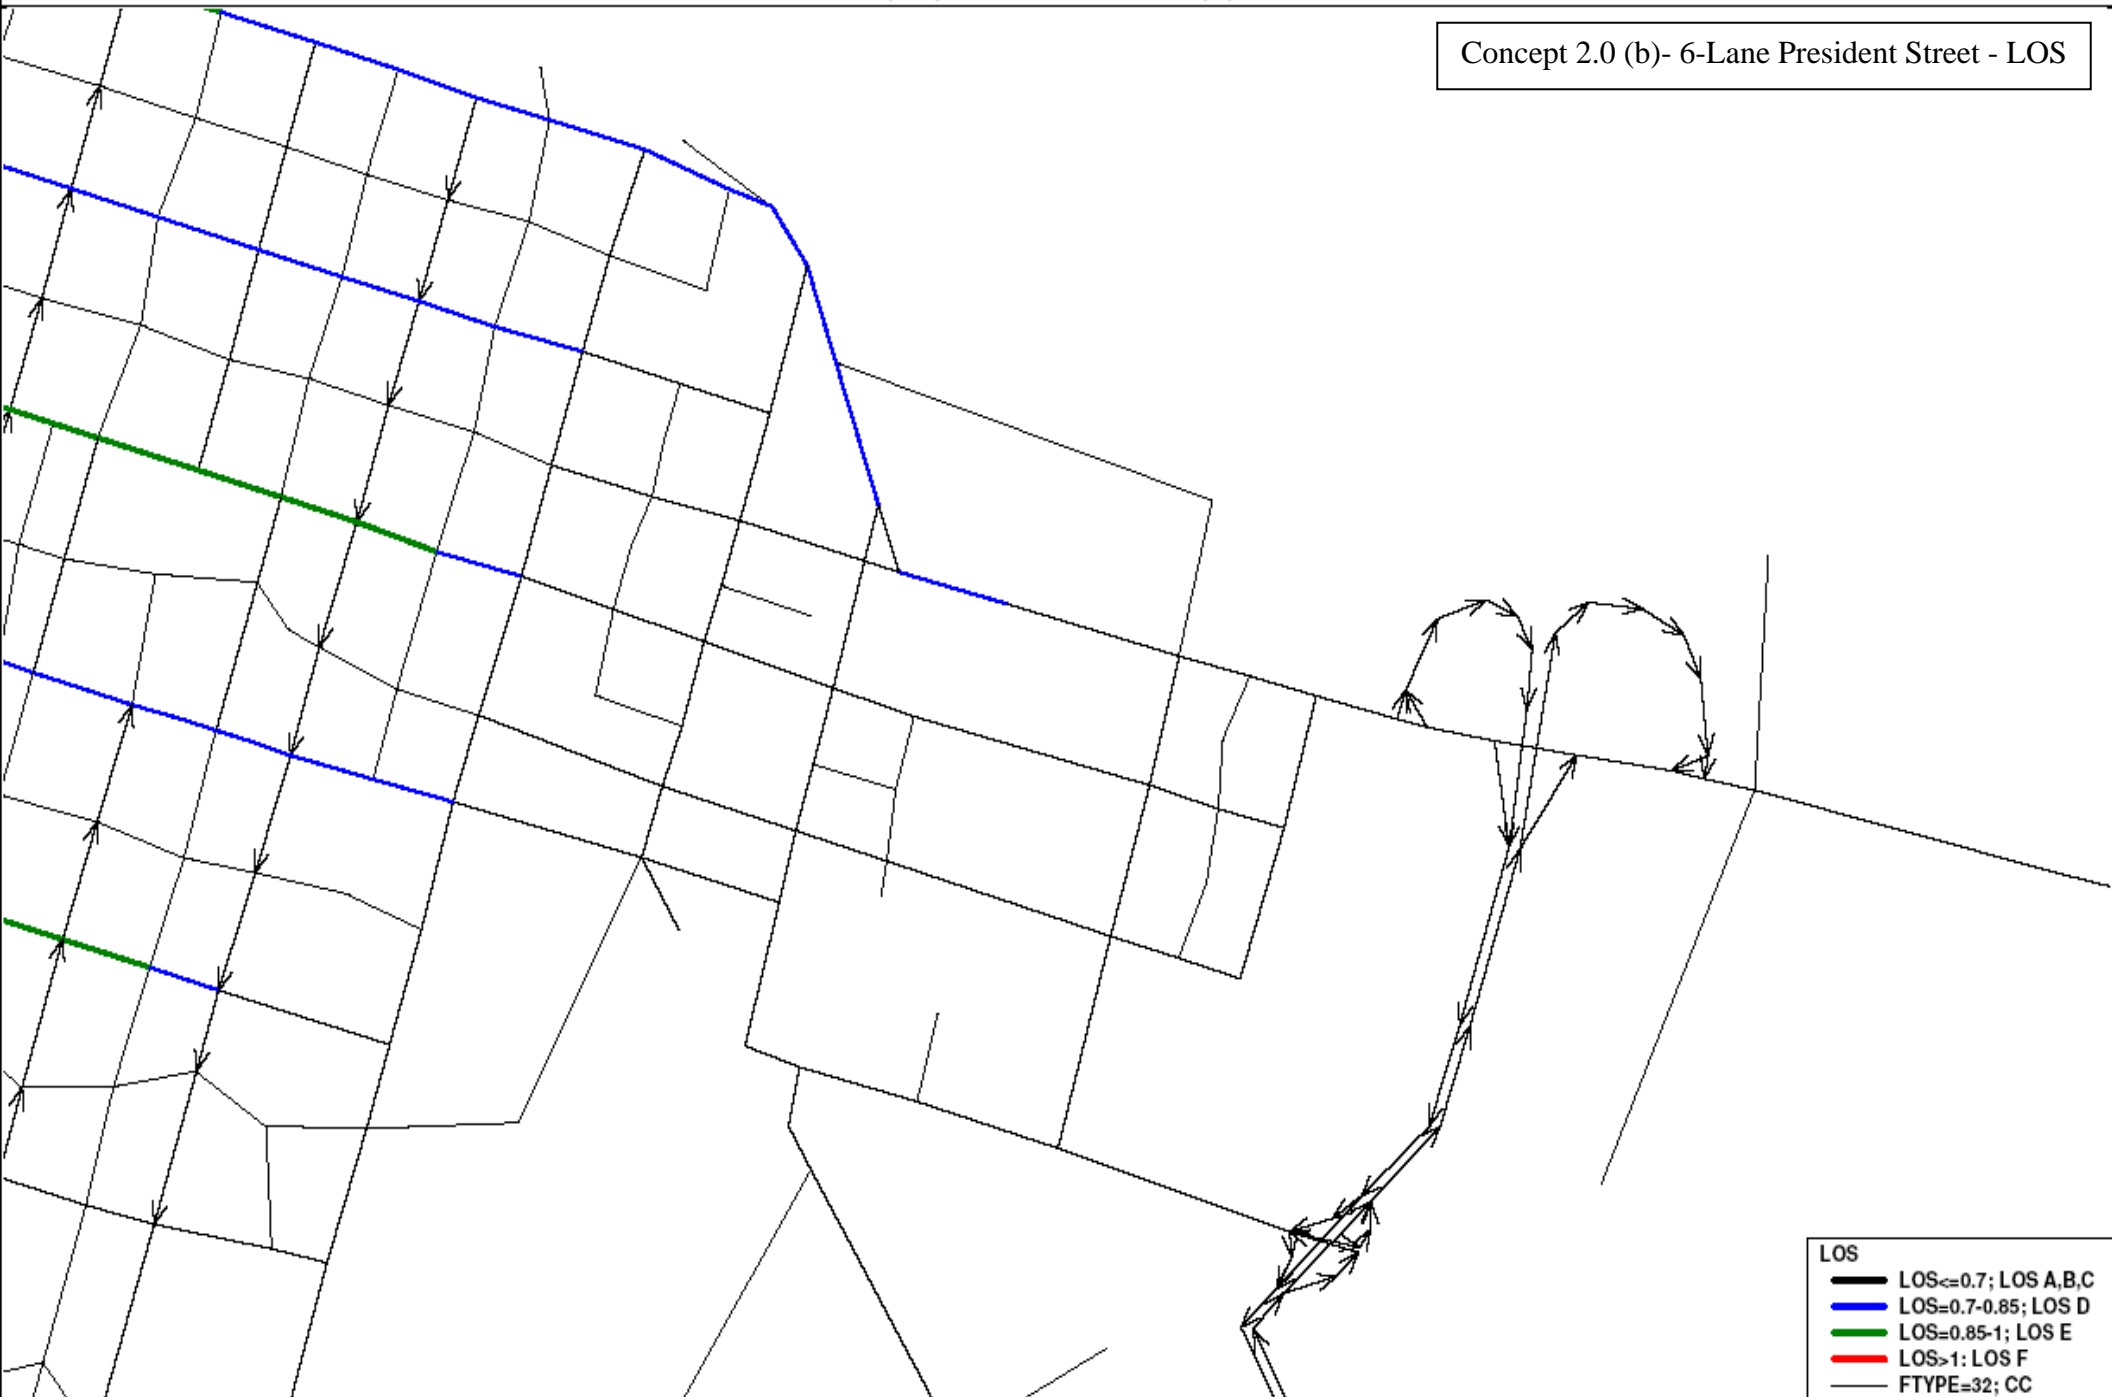 Concept 2.0 (b)- 6-Lane President Street - LOS
LOS
LOS<=0.7; LOS A,B,C
LOS=0.7-0.85; LOS D
LOS=0.85-1; LOS E
LOS>1: LOS F
FTYPE=32; CC